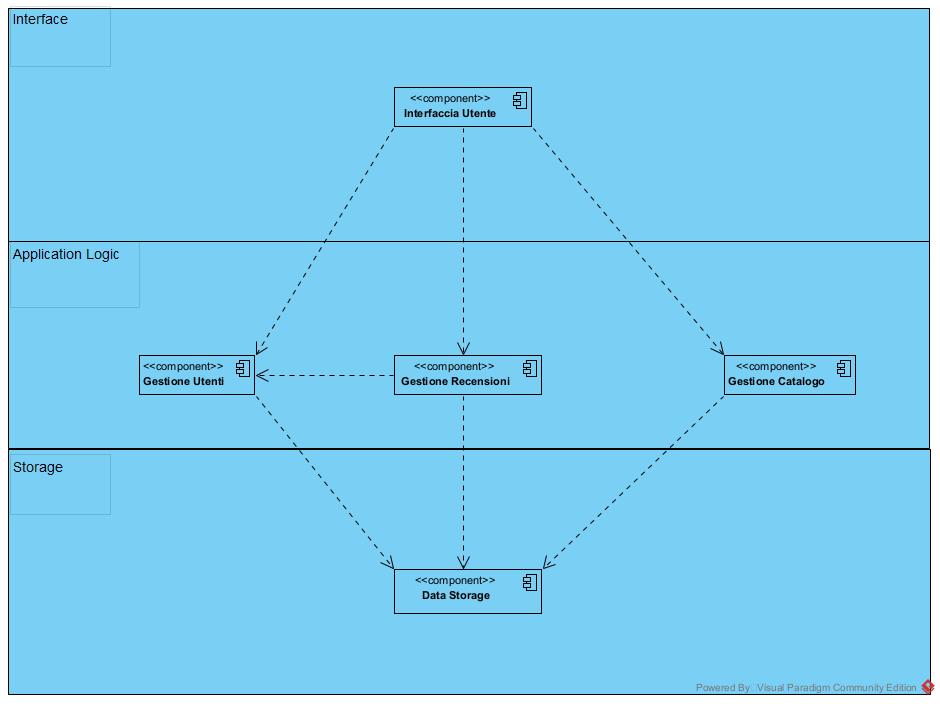 Interface
<<component>>
Interfaccia Utente
Application Logic
<<component>>
Gestione Utenti
<<component>>
Gestione Recensioni
<<component>>
Gestione Catalogo
Storage
<<component>>
Data Storage
Powered By Visual Paradigm Community Edition